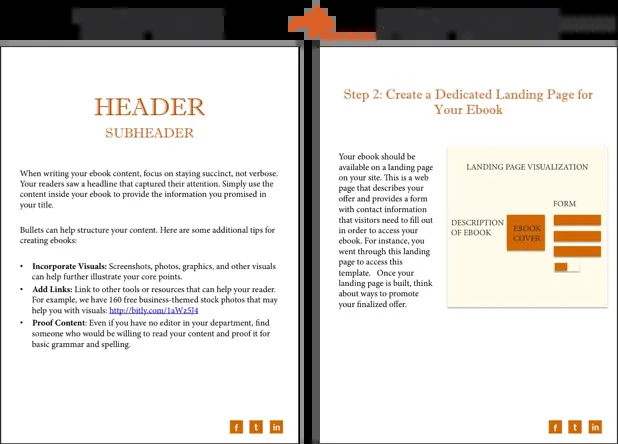 HEADER
SUBHEADER
When writing your ebook content, focus on staying succinct, not verbose.
Your readers saw a headline that captured their attention. Simply use the
content inside your ebook to provide the information you promised in
your title.
Bullets can help structure your content. Here are some additional tips for
creating ebooks:
• Incorporate Visuals: Screenshots, photos, graphics, and other visuals
can help further illustrate your core points.
• Add Links: Link to other tools or resources that can help your reader.
For example, we have 160 free business-themed stock photos that may
help you with visuals: http://bitly.com/1aWz5J4
• Proof Content: Even if you have no editor in your department, find
someone who would be willing to read your content and proof it for
basic grammar and spelling.
f t in
Step 2: Create a Dedicated Landing Page for
Your Ebook
Your ebook should be
available on a landing page
on your site. This is a web
page that describes your
offer and provides a form
with contact information
that visitors need to fill out
in order to access your
ebook. For instance, you
went through this landing
page to access this
template. Once your
landing page is built, think
about ways to promote
your finalized offer.
LANDING PAGE VISUALIZATION
FORM
DESCRIPTION
OF EBOOK
EBOOK
COVER
f t in